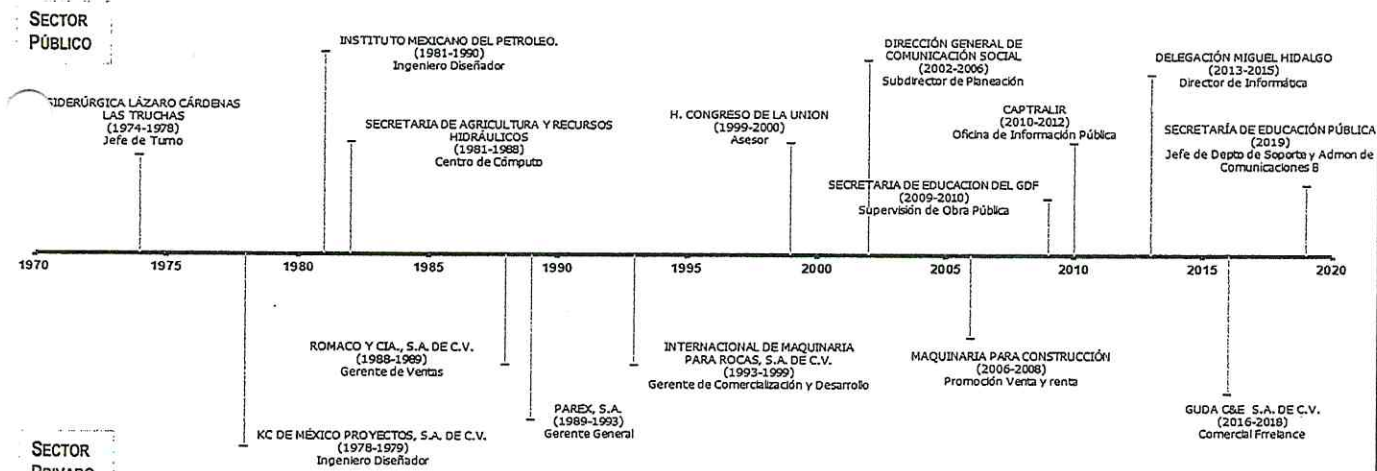 SECTOR
PÚBLICO
INSTITUTO MEXICANO DEL PETROLEO.
(1981-1990)
Ingeniero Diseñador
DIRECCIÓN GENERAL DE
COMUNICACIÓN SOCIAL
(2002-2006)
Subdirector de Planeación
DELEGACIÓN MIGUEL HIDALGO
(2013-2015)
Director de Informática
SIDERÚRGICA LÁZARO CÁRDENAS
LAS TRUCHAS
(1974-1978)
Jefe de Turno
SECRETARIA DE AGRICULTURA Y RECURSOS
HIDRÁULICOS
(1981-1988)
Centro de Cómputo
H. CONGRESO DE LA UNION
(1999-2000)
Asesor
CAPTRALIR
(2010-2012)
Oficina de Información Pública
SECRETARÍA DE EDUCACIÓN PÚBLICA
(2019)
Jefe de Depto de Soporte y Admon de
Comunicaciones B
SECRETARIA DE EDUCACION DEL GDF
(2009-2010)
Supervisión de Obra Pública
1970 1975 1980 1985 1990 1995 2000 2005 2010 2015 2020
ROMACO Y CIA., S.A. DE C.V.
(1988-1989)
Gerente de Ventas
INTERNACIONAL DE MAQUINARIA
PARA ROCAS, S.A. DE C.V.
(1993-1999)
Gerente de Comercialización y Desarrollo
MAQUINARIA PARA CONSTRUCCIÓN
(2006-2008)
Promoción Venta y renta
PAREX, S.A.
(1989-1993)
Gerente General
GUDA C&E S.A. DE C.V.
(2016-2018)
Comercial Frrelance
KC DE MÉXICO PROYECTOS, S.A. DE C.V.
(1978-1979)
Ingeniero Diseñador
SECTOR
PRIVADO